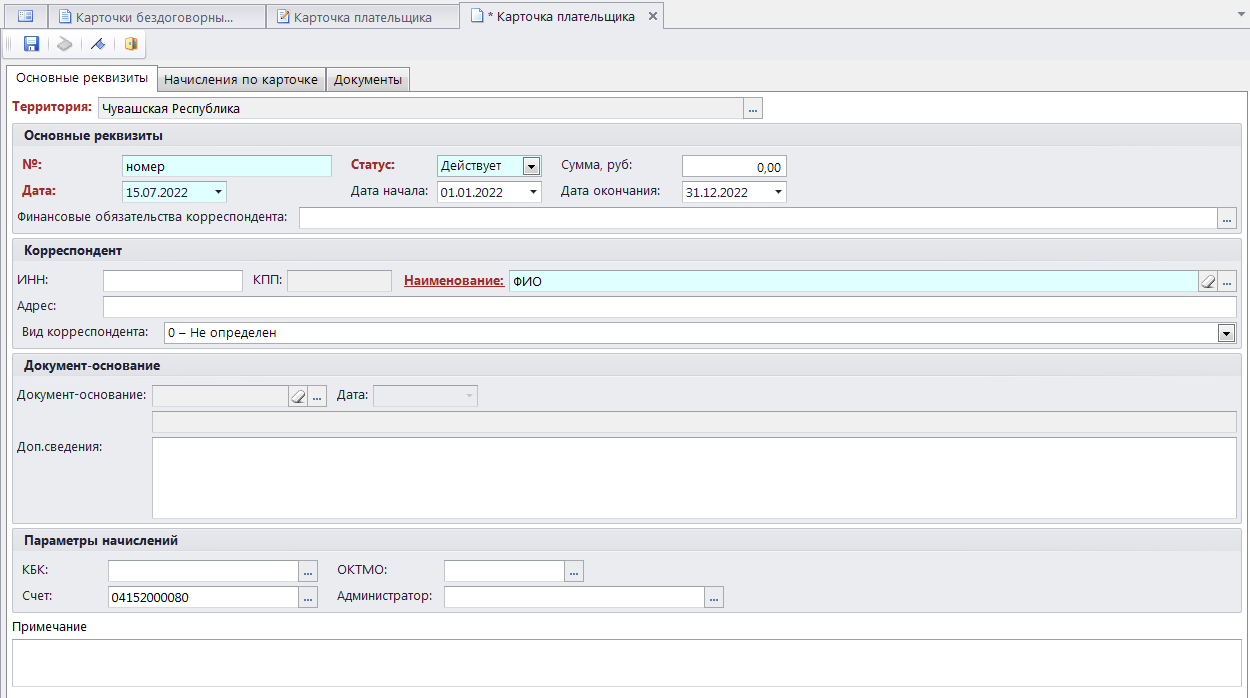 Карточки бездоговорны... Карточка плательщика * Карточка плательщика
Основные реквизиты Начисления по карточке Документы
Территория: Чувашская Республика ...
Основные реквизиты
№: номер Статус: Действует Сумма, руб: 0,00
Дата: 15.07.2022 Дата начала: 01.01.2022 Дата окончания: 31.12.2022
Финансовые обязательства корреспондента: ...
Корреспондент
ИНН: КПП: Наименование: ФИО ...
Адрес:
Вид корреспондента: 0 – Не определен
Документ-основание
Документ-основание: ... Дата:
Доп.сведения:
Параметры начислений
КБК: ... ОКТМО: ...
Счет: 04152000080 ... Администратор: ...
Примечание